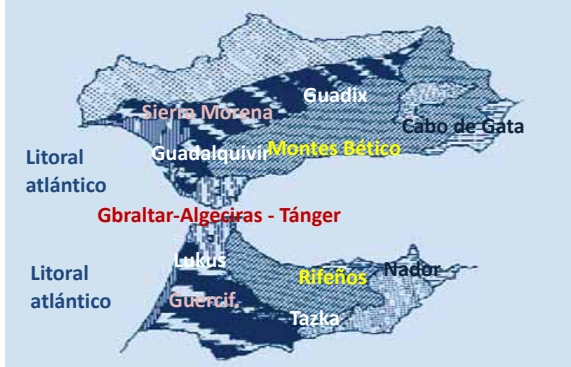 Guadix
Sierra Morena
Cabo de Gata
Guadalquivir
Montes Bético
Litoral
atlántico
Gbraltar-Algeciras - Tánger
Lukus
Nador
Litoral
atlántico
Rifeños
Guercif,
Tazka